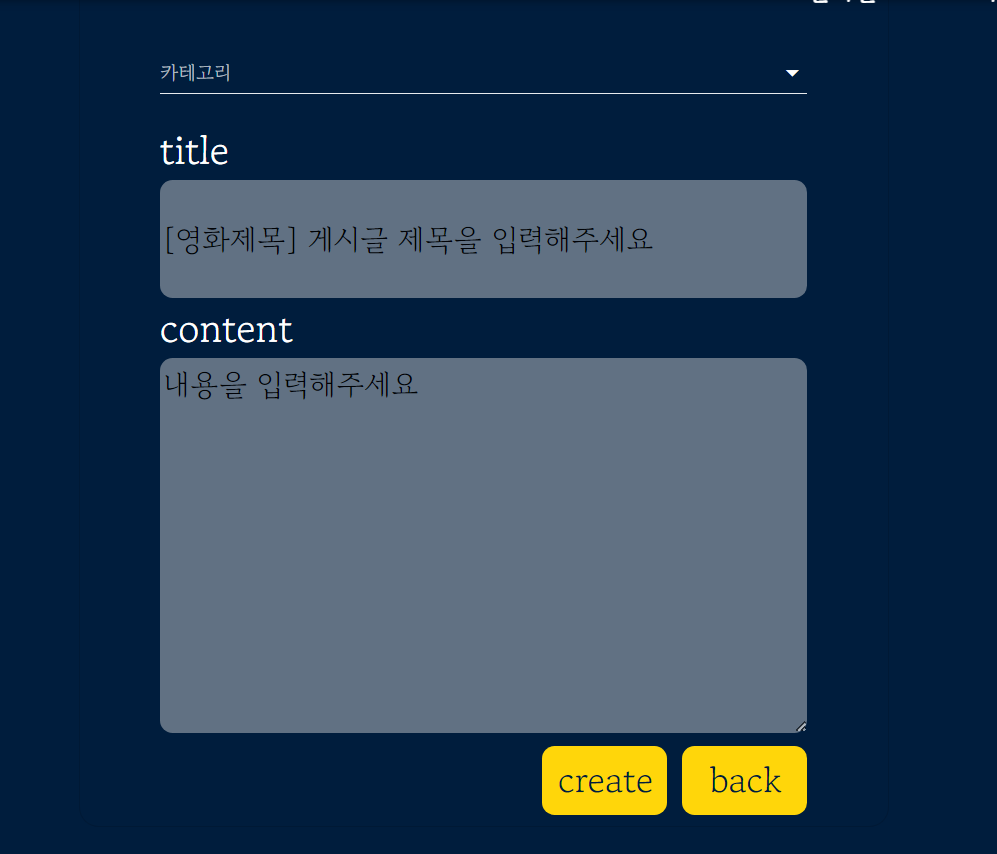 카테고리
title
[영화제목] 게시글 제목을 입력해주세요
content
내용을 입력해주세요
create back